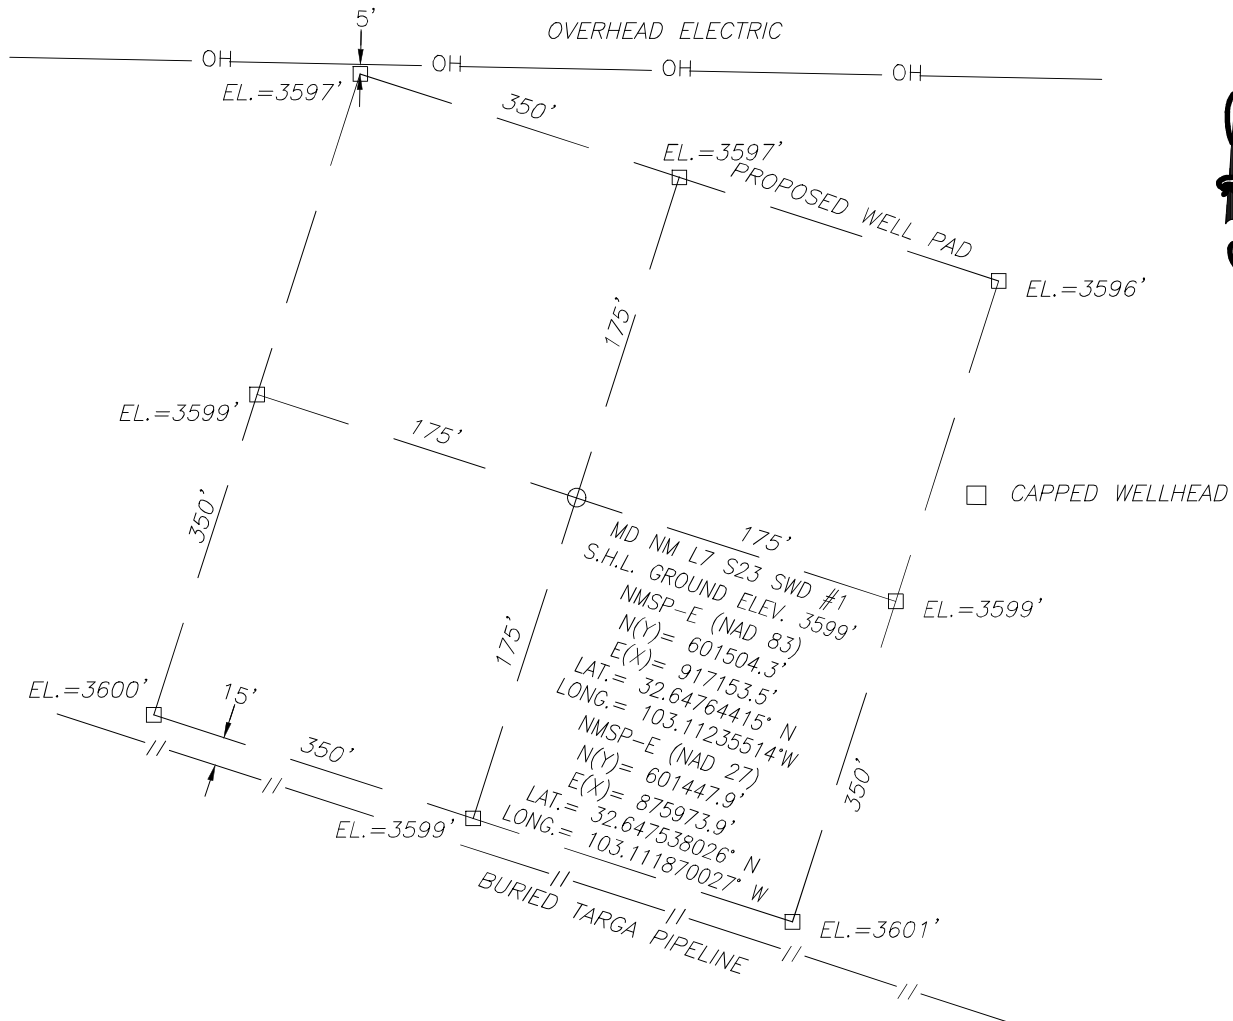 5'
OVERHEAD ELECTRIC
OH
OH
OH
OH
EL.=3597'
350'
EL.=3597'
PROPOSED WELL PAD
EL.=3596'
175'
EL.=3599'
175'
CAPPED WELLHEAD
350'
175'
MD NM L7 S23 SWD #1
S.H.L. GROUND ELEV. 3599'
NMSP-E (NAD 83)
N(Y)= 601504.3'
E(X)= 917153.5'
LAT.= 32.64764415° N
LONG.= 103.11235514°W
NMSP-E (NAD 27)
N(Y)= 601447.9'
E(X)= 875973.9'
LAT.= 32.647538026° N
LONG.= 103.111870027° W
EL.=3599'
175'
EL.=3600'
15'
350'
350'
EL.=3599'
EL.=3601'
BURIED TARGA PIPELINE